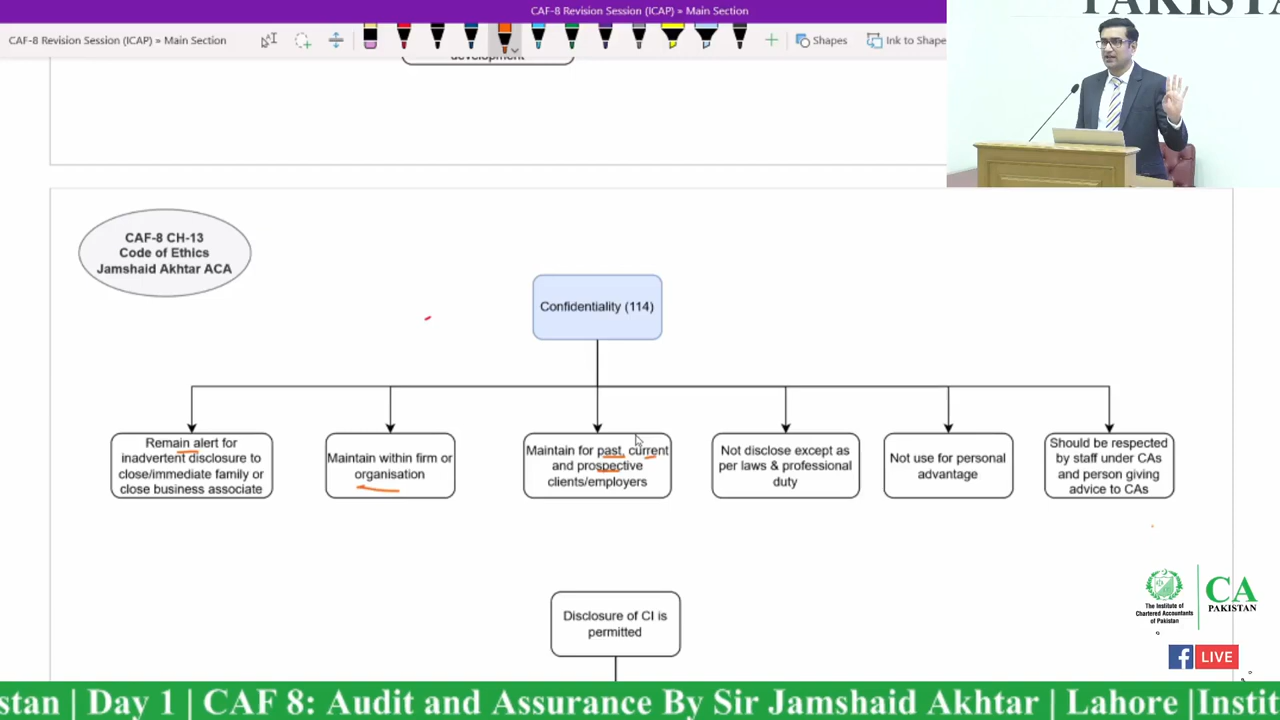 CAF-8 Revision Session (ICAP)
PAKISTAN
CAF-8 Revision Session (ICAP) » Main Section
Shapes
Ink to Shape
development
CAF-8 CH-13
Code of Ethics
Jamshaid Akhtar ACA
Confidentiality (114)
Remain alert for
inadvertent disclosure to
close/immediate family or
close business associate
Maintain within firm or
organisation
Maintain for past, current
and prospective
clients/employers
Not disclose except as
per laws & professional
duty
Not use for personal
advantage
Should be respected
by staff under CAs
and person giving
advice to CAs
Disclosure of CI is
permitted
The Institute of
Chartered Accountants
of Pakistan
CA
PAKISTAN
LIVE
stan | Day 1 | CAF 8: Audit and Assurance By Sir Jamshaid Akhtar | Lahore |Instit